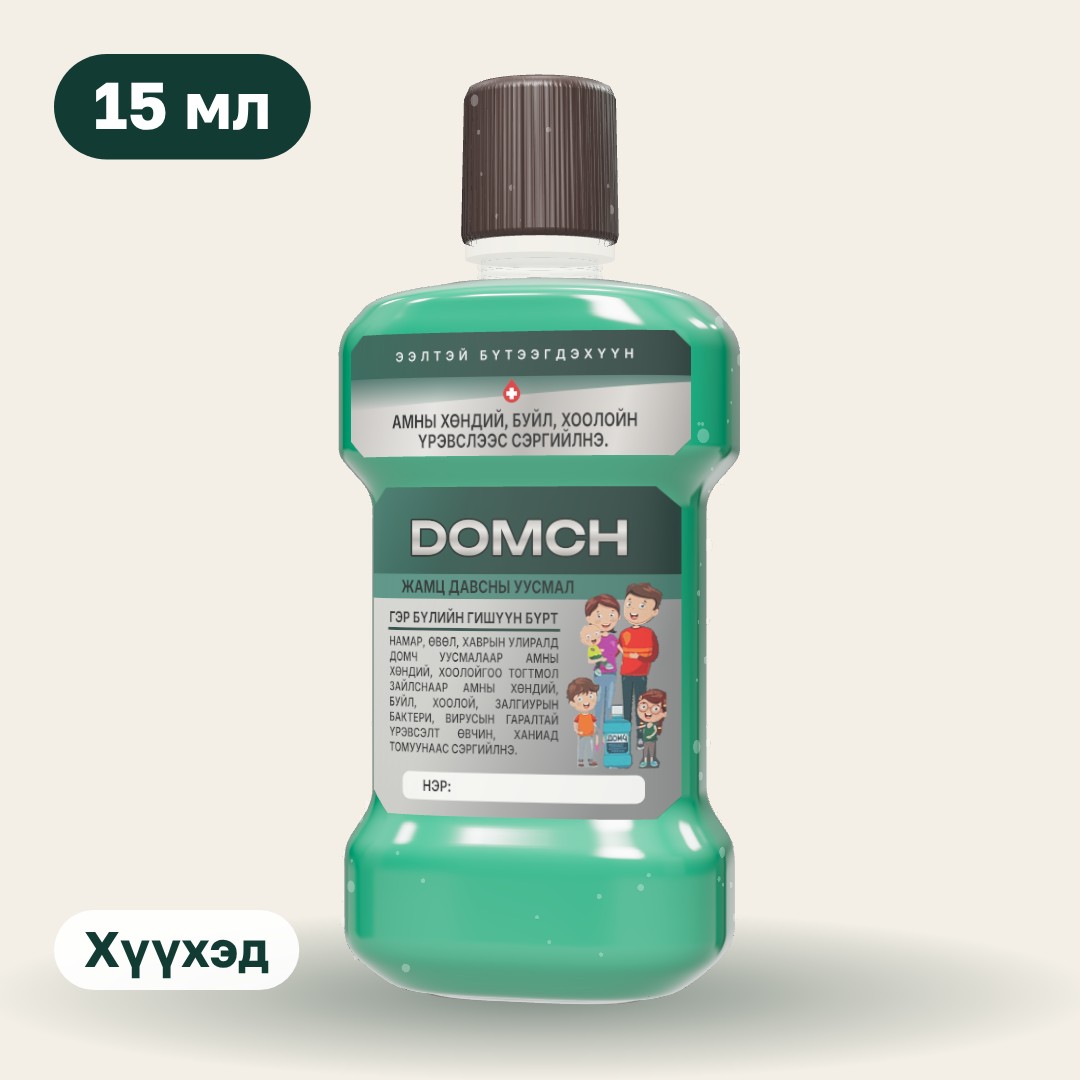 15 мл
ЭЭЛТЭЙ БҮТЭЭГДЭХҮҮН
АМНЫ ХӨНДИЙ, БУЙЛ, ХООЛОЙН
ҮРЭВСЛЭЭС СЭРГИЙЛНЭ.
DOMCH
ЖАМЦ ДАВСНЫ УУСМАЛ
ГЭР БҮЛИЙН ГИШҮҮН БҮРТ
НАМАР, ӨВӨЛ, ХАВРЫН УЛИРАЛД
ДОМЧ УУСМАЛААР АМНЫ
ХӨНДИЙ, ХООЛОЙГОО ТОГТМОЛ
ЗАЙЛСНААР АМНЫ ХӨНДИЙ,
БУЙЛ, ХООЛОЙ, ЗАЛГИУРЫН
БАКТЕРИ, ВИРУСЫН ГАРАЛТАЙ
ҮРЭВСЭЛТ ӨВЧИН, ХАНИАД
ТОМУУНААС СЭРГИЙЛНЭ.
ДОМЧ
НЭР:
Хүүхэд